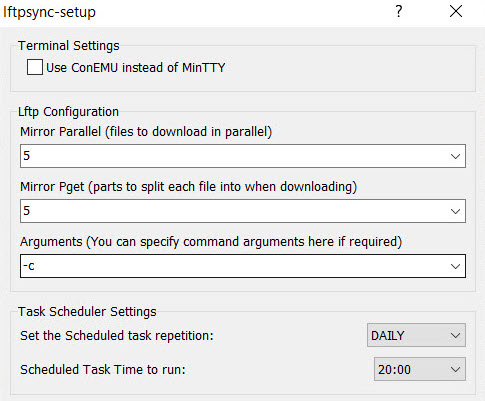 lftpsync-setup
?
Terminal Settings
Use ConEMU instead of MinTTY
Lftp Configuration
Mirror Parallel (files to download in parallel)
5
Mirror Pget (parts to split each file into when downloading)
5
Arguments (You can specify command arguments here if required)
-c
Task Scheduler Settings
Set the Scheduled task repetition:
DAILY
Scheduled Task Time to run:
20:00